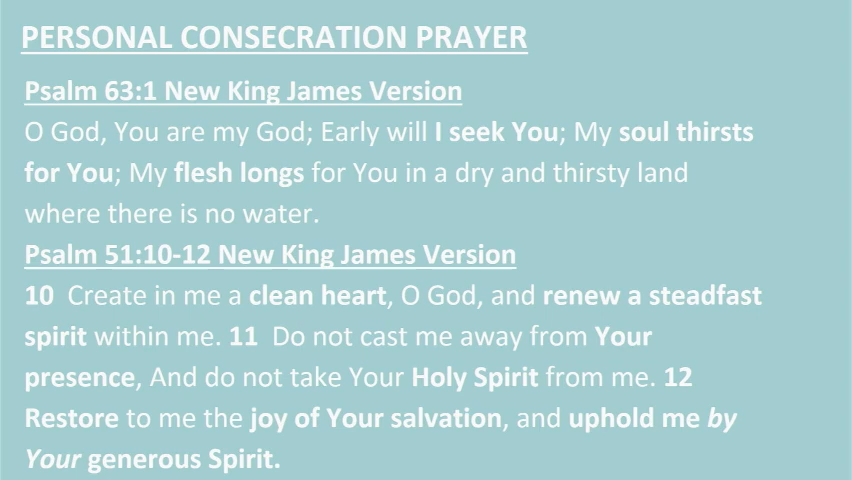 PERSONAL CONSECRATION PRAYER
Psalm 63:1 New King James Version
O God, You are my God; Early will I seek You; My soul thirsts
for You; My flesh longs for You in a dry and thirsty land
where there is no water.
Psalm 51:10-12 New King James Version
10  Create in me a clean heart, O God, and renew a steadfast
spirit within me. 11  Do not cast me away from Your
presence, And do not take Your Holy Spirit from me. 12
Restore to me the joy of Your salvation, and uphold me by
Your generous Spirit.